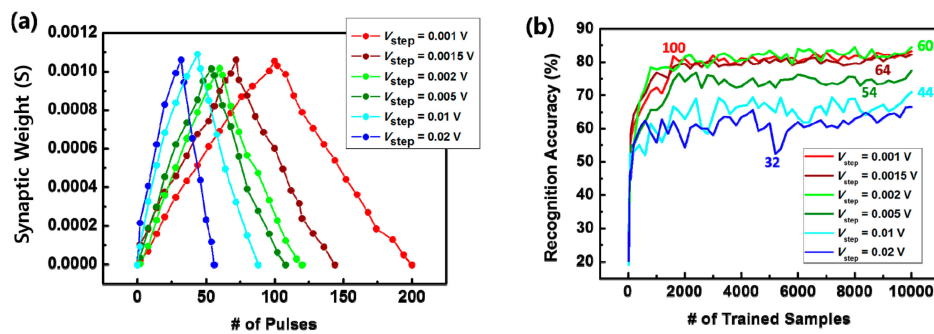 (a)
Synaptic Weight (S)
0.0012
0.0010
0.0008
0.0006
0.0004
0.0002
0.0000
0
50
100
150
200
# of Pulses
Vstep = 0.001 V
Vstep = 0.0015 V
Vstep = 0.002 V
Vstep = 0.005 V
Vstep = 0.01 V
Vstep = 0.02 V
(b)
Recognition Accuracy (%)
90
80
70
60
50
40
30
20
0
2000
4000
6000
8000
10000
# of Trained Samples
100
60
64
54
44
32
Vstep = 0.001 V
Vstep = 0.0015 V
Vstep = 0.002 V
Vstep = 0.005 V
Vstep = 0.01 V
Vstep = 0.02 V